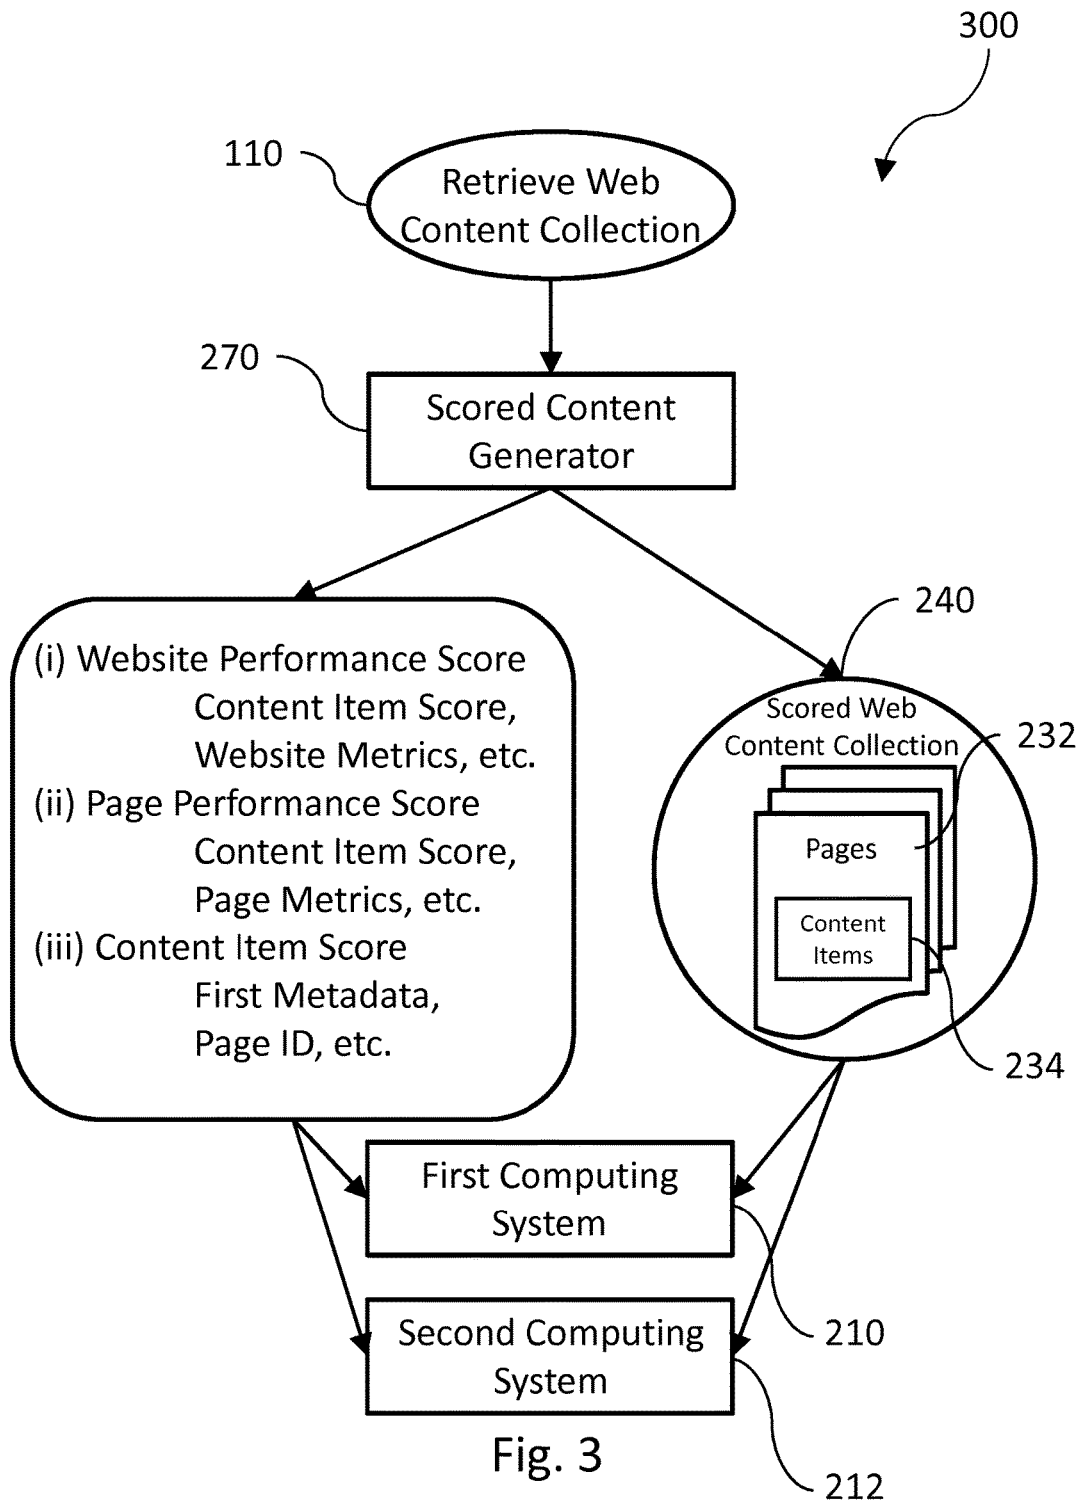 300
110
Retrieve Web
Content Collection
270
Scored Content
Generator
240
(i) Website Performance Score
Content Item Score,
Website Metrics, etc.
(ii) Page Performance Score
Content Item Score,
Page Metrics, etc.
(iii) Content Item Score
First Metadata,
Page ID, etc.
Scored Web
Content Collection
232
Pages
Content
Items
234
First Computing
System
210
Second Computing
System
212
Fig. 3